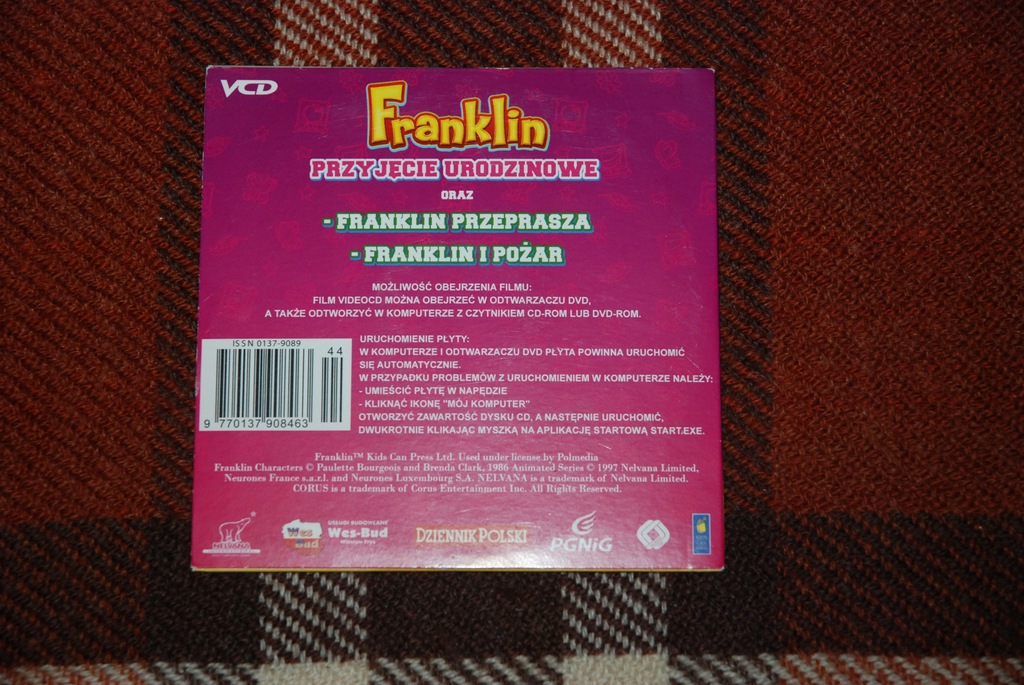 VCD
Franklin
PRZYJĘCIE URODZINOWE
ORAZ
- FRANKLIN PRZEPRASZA
- FRANKLIN I POŻAR
MOŻLIWOŚĆ OBEJRZENIA FILMU:
FILM VIDEOCD MOŻNA OBEJRZEĆ W ODTWARZACZU DVD,
A TAKŻE ODTWORZYĆ W KOMPUTERZE Z CZYTNIKIEM CD-ROM LUB DVD-ROM.
ISSN 0137-9089
44
9 770137 908463
URUCHOMIENIE PŁYTY:
W KOMPUTERZE I ODTWARZACZU DVD PŁYTA POWINNA URUCHOMIĆ
SIĘ AUTOMATYCZNIE.
W PRZYPADKU PROBLEMÓW Z URUCHOMIENIEM W KOMPUTERZE NALEŻY:
- UMIEŚCIĆ PŁYTĘ W NAPĘDZIE
- KLIKNĄĆ IKONĘ "MÓJ KOMPUTER"
OTWORZYĆ ZAWARTOŚĆ DYSKU CD, A NASTĘPNIE URUCHOMIĆ,
DWUKROTNIE KLIKAJĄC MYSZKĄ NA APLIKACJĘ STARTOWĄ START.EXE.
Franklin™ Kids Can Press Ltd. Used under license by Polmedia
Franklin Characters © Paulette Bourgeois and Brenda Clark, 1986 Animated Series © 1997 Nelvana Limited,
Neurones France s.a.r.l. and Neurones Luxembourg S.A. NELVANA is a trademark of Nelvana Limited.
CORUS is a trademark of Corus Entertainment Inc. All Rights Reserved.
NELVANA
Wes
Bud
USŁUGI BUDOWLANE
Wes-Bud
DZIENNIK POLSKI
PGNiG